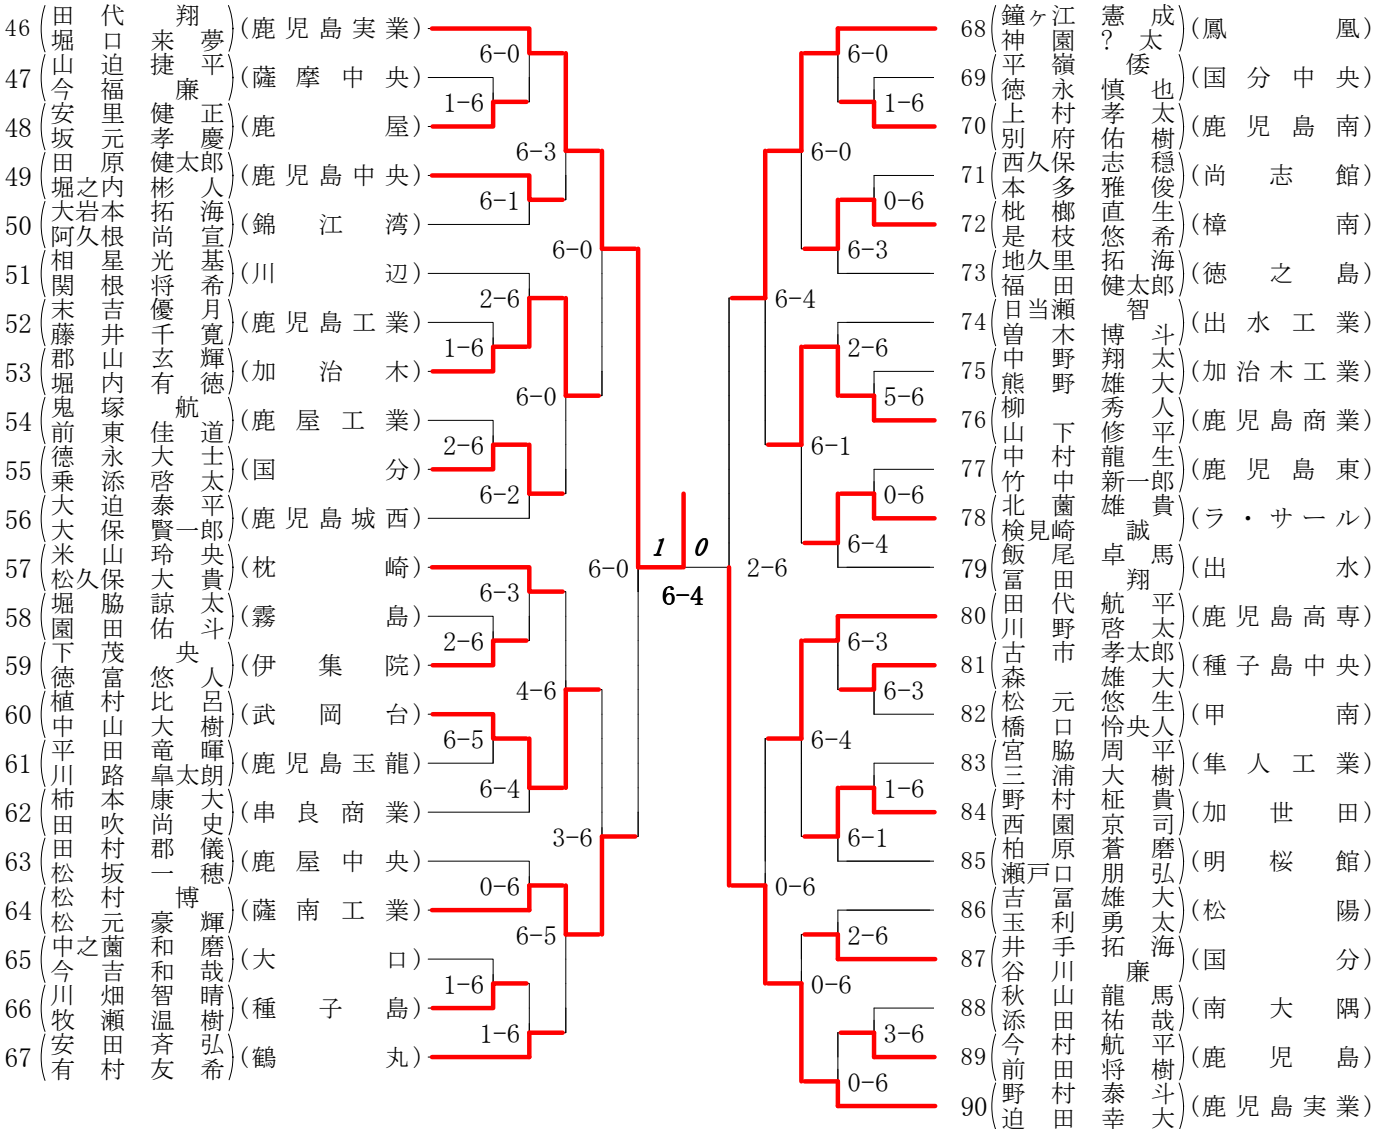 46 (田代 翔 堀口来夢) (鹿児島実業)
47 (山迫捷平 今福 廉) (薩摩中央)
48 (安里健正 坂元孝慶) (鹿屋)
49 (田原健太郎 堀之内彬人) (鹿児島中央)
50 (大岩本拓海 阿久根尚宣) (錦江湾)
51 (相星光基 関根将希) (川辺)
52 (末吉優月 藤井千寛) (鹿児島工業)
53 (郡山玄輝 堀内有徳) (加治木)
54 (鬼塚 航 前東佳道) (鹿屋工業)
55 (德永大士 乗添啓太) (国分)
56 (大迫泰平 大保賢一郎) (鹿児島城西)
57 (米山玲央 松久保大貴) (枕崎)
58 (堀脇諒太 園田佑斗) (霧島)
59 (下茂 央 徳富悠人) (伊集院)
60 (植村比呂 中山大樹) (武岡台)
61 (平田竜暉 川路皐太朗) (鹿児島玉龍)
62 (柿本康大 田吹尚史) (串良商業)
63 (田村郡儀 松坂一穂) (鹿屋中央)
64 (松村 博 松元豪輝) (薩南工業)
65 (中之薗和磨 今吉和哉) (大口)
66 (川畑智晴 牧瀬温樹) (種子島)
67 (安田斉弘 有村友希) (鶴丸)
6-0
1-6
6-3
6-1
6-0
2-6
1-6
6-0
2-6
6-2
6-0
6-3
2-6
4-6
6-5
6-4
3-6
0-6
6-5
1-6
1-6
1 0
6-4
2-6
6-0
1-6
6-0
0-6
6-3
6-4
2-6
5-6
6-1
0-6
6-4
6-3
6-3
6-4
1-6
6-1
0-6
2-6
0-6
3-6
0-6
68 (鐘ヶ江憲成 神園?太) (鳳凰)
69 (平嶺 倭 徳永慎也) (国分中央)
70 (上村孝太 別府佑樹) (鹿児島南)
71 (西久保志穏 本多雅俊) (尚志館)
72 (枇榔直生 是枝悠希) (樟南)
73 (地久里拓海 福田健太郎) (徳之島)
74 (日当瀬 智 曽木博斗) (出水工業)
75 (中野翔太 熊野雄大) (加治木工業)
76 (柳 秀人 山下修平) (鹿児島商業)
77 (中村龍生 竹中新一郎) (鹿児島東)
78 (北薗雄貴 検見崎 誠) (ラ・サール)
79 (飯尾卓馬 冨田 翔) (出水)
80 (田代航平 川野啓太) (鹿児島高専)
81 (古市孝太郎 森 雄大) (種子島中央)
82 (松元悠生 橋口怜央人) (甲南)
83 (宮脇周平 三浦大樹) (隼人工業)
84 (野村柾貴 西園京司) (加世田)
85 (柏原蒼磨 瀬戸口朋弘) (明桜館)
86 (吉冨雄大 玉利勇太) (松陽)
87 (井手拓海 谷川 廉) (国分)
88 (秋山龍馬 添田祐哉) (南大隅)
89 (今村航平 前田将樹) (鹿児島)
90 (野村泰斗 迫田幸大) (鹿児島実業)